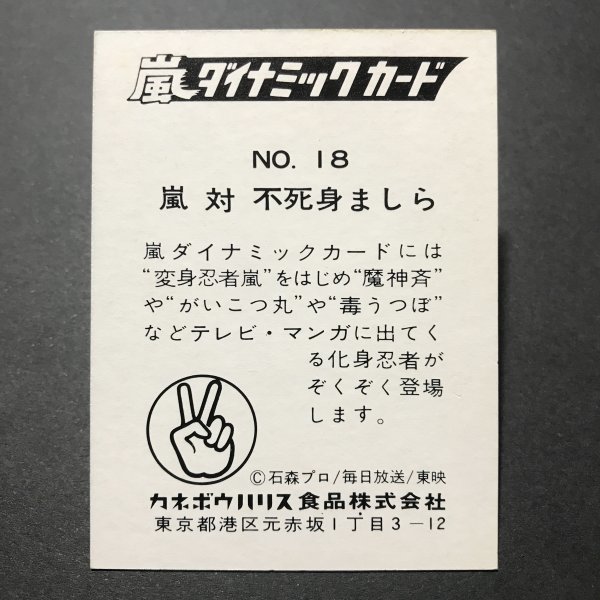 嵐ダイナミックカード
NO. 18
嵐 対 不死身ましら
嵐ダイナミックカードには
“変身忍者嵐”をはじめ“魔神斉”
や“がいこつ丸”や“毒うつぼ”
などテレビ・マンガに出てく
る化身忍者が
ぞくぞく登場
します。
©石森プロ/毎日放送/東映
カネボウハリス食品株式会社
東京都港区元赤坂1丁目3-12